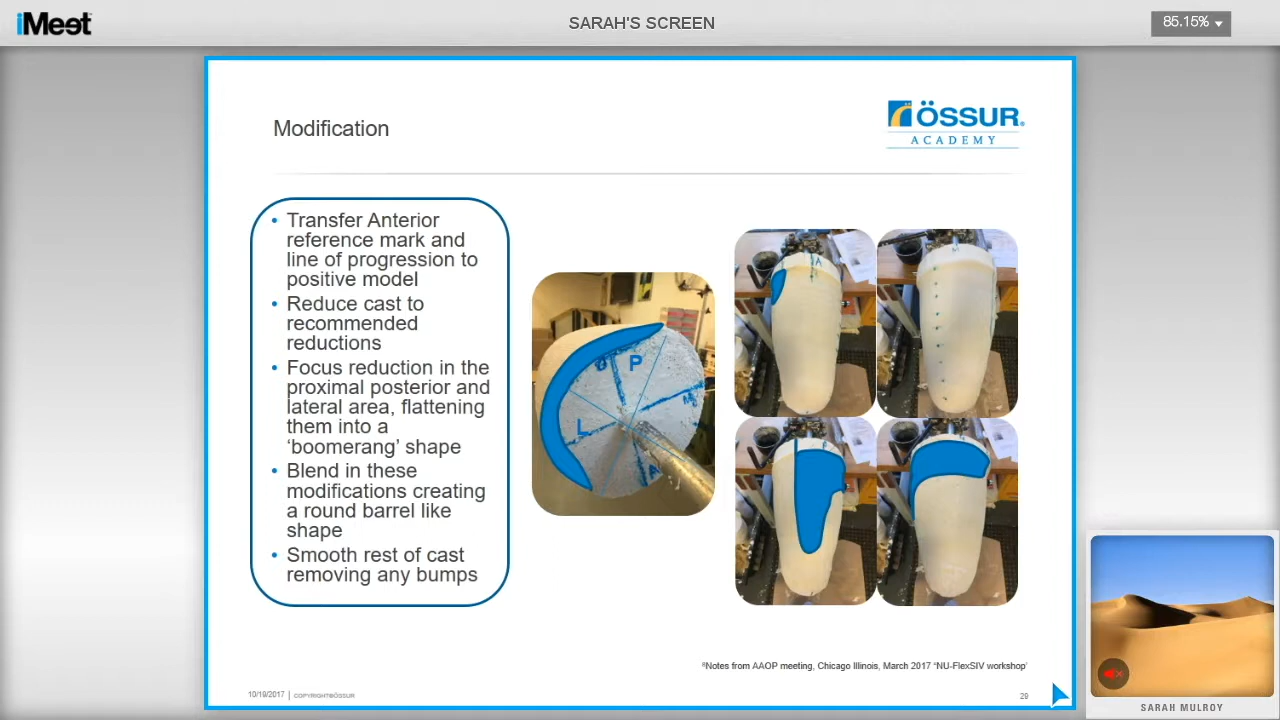 iMeet
SARAH'S SCREEN
85.15%
Modification
ÖSSUR®
ACADEMY
• Transfer Anterior
reference mark and
line of progression to
positive model
• Reduce cast to
recommended
reductions
• Focus reduction in the
proximal posterior and
lateral area, flattening
them into a
‘boomerang’ shape
• Blend in these
modifications creating
a round barrel like
shape
• Smooth rest of cast
removing any bumps
P
M
L
A
A
"Notes from AAOP meeting, Chicago Illinois, March 2017 "NU-FlexSIV workshop'
10/19/2017 | COPYRIGHT©ÖSSUR
29
SARAH MULROY